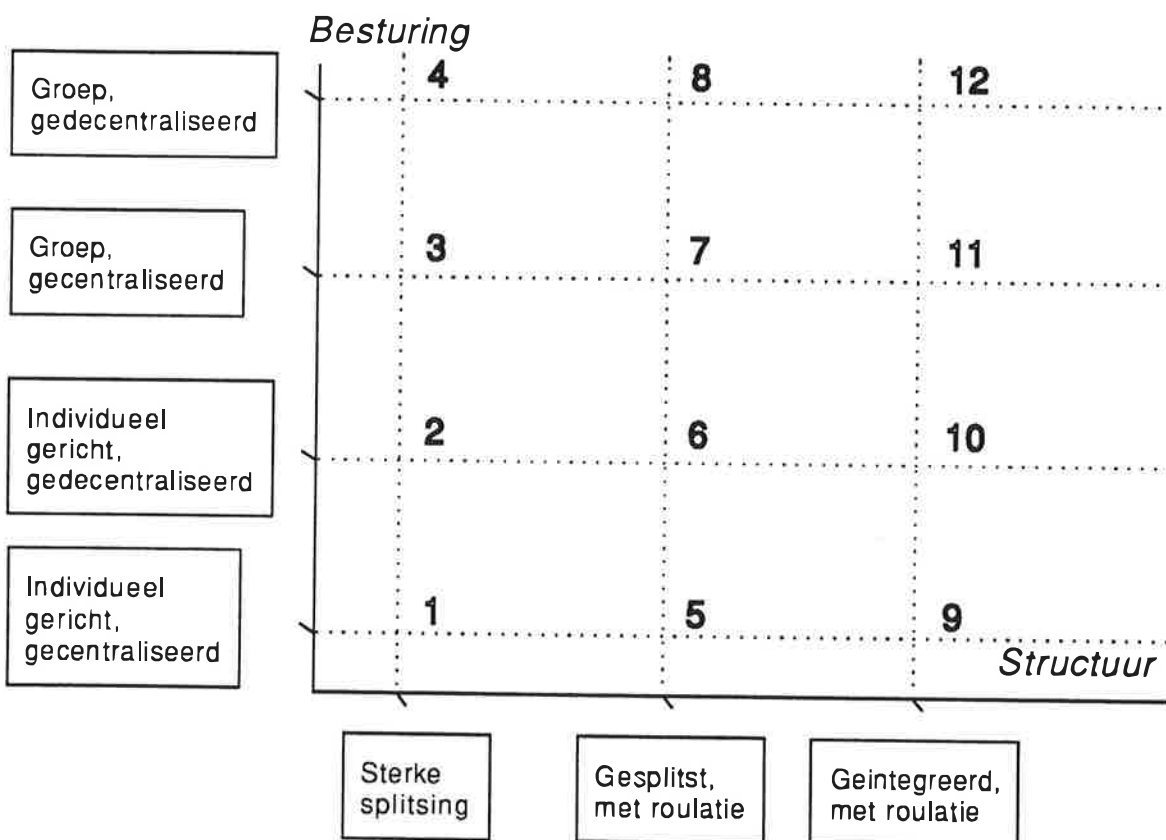 Besturing
Groep,
gedecentraliseerd
4 8 12
Groep,
gecentraliseerd
3 7 11
Individueel
gericht,
gedecentraliseerd
2 6 10
Individueel
gericht,
gecentraliseerd
1 5 9
Structuur
Sterke
splitsing
Gesplitst,
met roulatie
Geintegreerd,
met roulatie